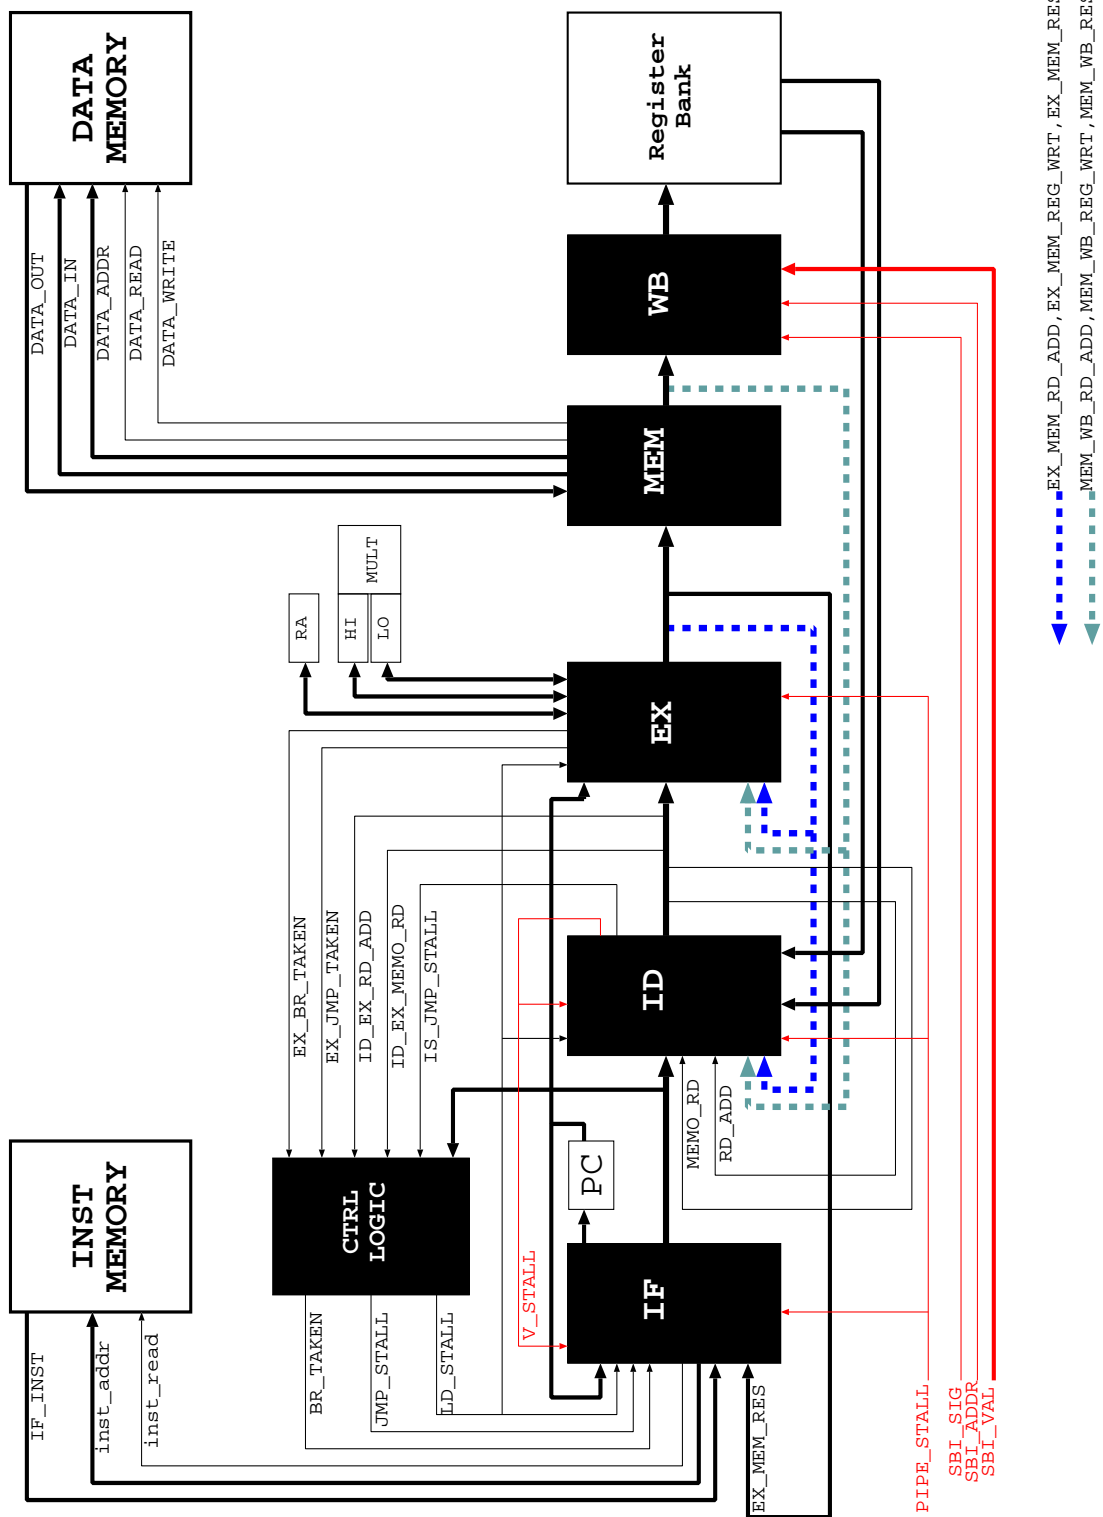 DATA
MEMORY
Register
Bank
EX_MEM_RD_ADD,EX_MEM_REG_WRT,EX_MEM_RES
MEM_WB_RD_ADD,MEM_WB_REG_WRT,MEM_WB_RES
DATA_OUT
DATA_IN
DATA_ADDR
DATA_READ
DATA_WRITE
WB
MEM
MULT
RA
HI
LO
EX
EX_BR_TAKEN
EX_JMP_TAKEN
ID_EX_RD_ADD
ID_EX_MEMO_RD
IS_JMP_STALL
ID
MEMO_RD
RD_ADD
INST
MEMORY
CTRL
LOGIC
PC
V_STALL
IF
IF_INST
inst_addr
inst_read
BR_TAKEN
JMP_STALL
LD_STALL
EX_MEM_RES
PIPE_STALL
SBI_SIG
SBI_ADDR
SBI_VAL